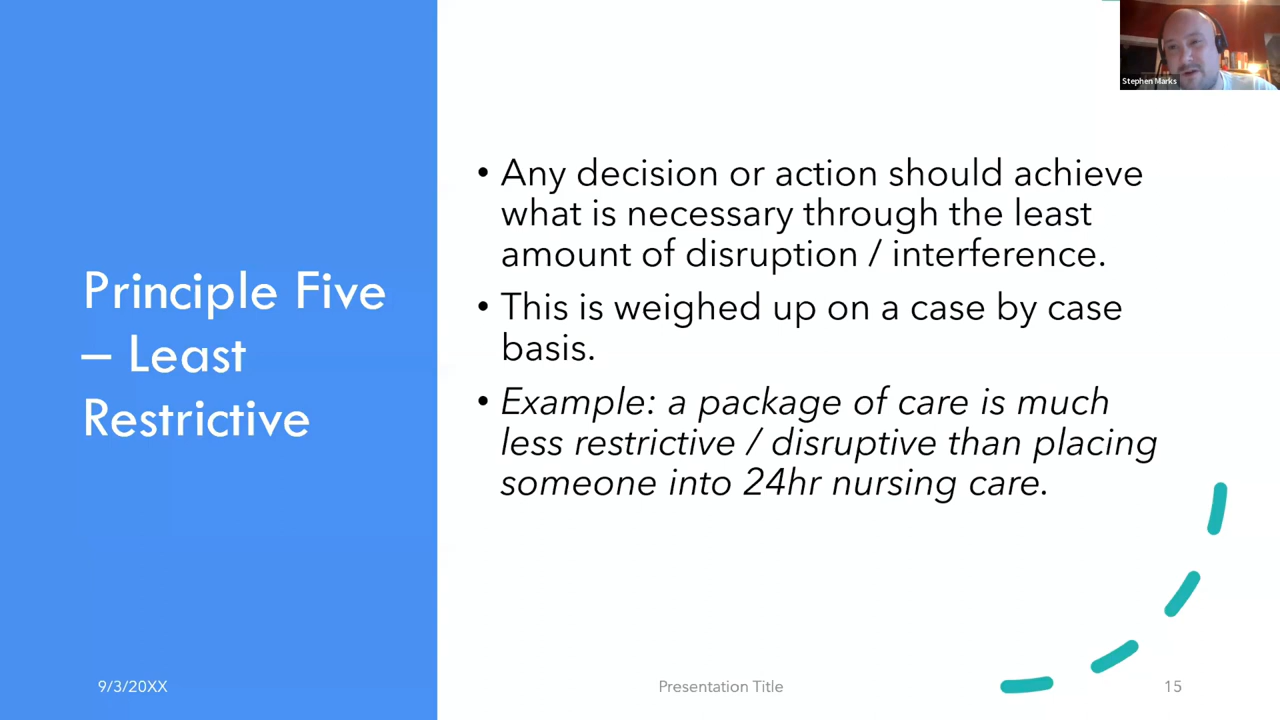 Stephen Marks
Principle Five
– Least
Restrictive
• Any decision or action should achieve
what is necessary through the least
amount of disruption / interference.
• This is weighed up on a case by case
basis.
• Example: a package of care is much
less restrictive / disruptive than placing
someone into 24hr nursing care.
9/3/20XX
Presentation Title
15